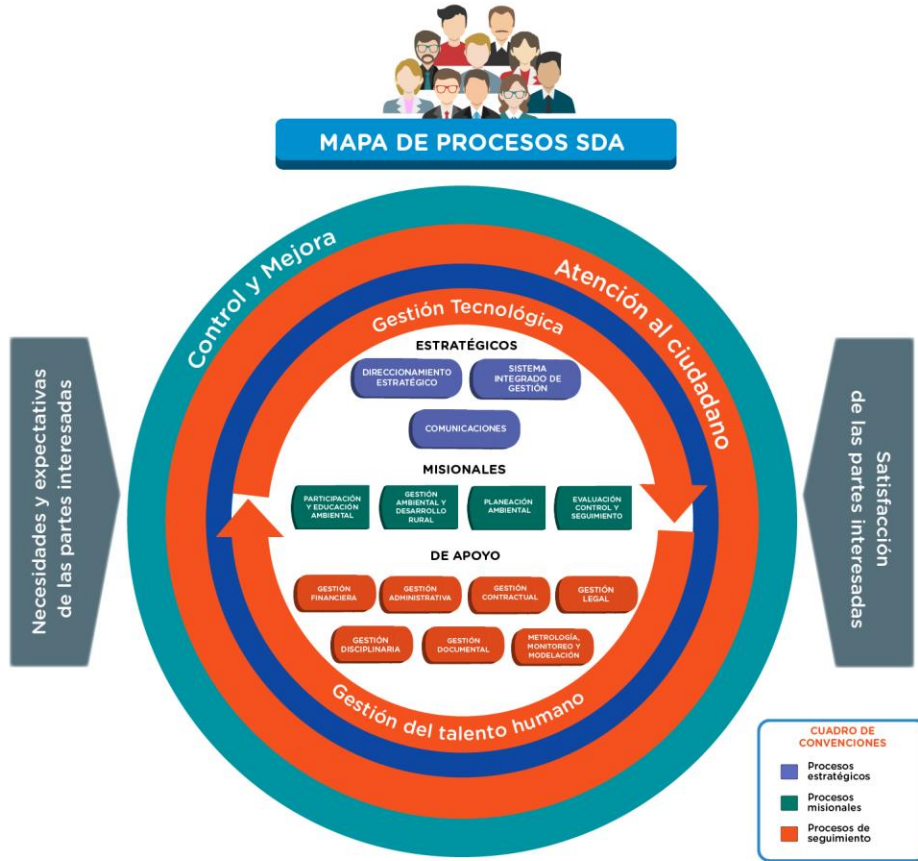 MAPA DE PROCESOS SDA
Control y Mejora
Atención al ciudadano
Gestión Tecnológica
Necesidades y expectativas
de las partes interesadas
ESTRATÉGICOS
DIRECCIONAMIENTO
ESTRATÉGICO
SISTEMA
INTEGRADO DE
GESTIÓN
COMUNICACIONES
MISIONALES
PARTICIPACIÓN
Y EDUCACIÓN
AMBIENTAL
GESTIÓN
AMBIENTAL Y
DESARROLLO
RURAL
PLANEACIÓN
AMBIENTAL
EVALUACIÓN
CONTROL Y
SEGUIMIENTO
DE APOYO
GESTIÓN
FINANCIERA
GESTIÓN
ADMINISTRATIVA
GESTIÓN
CONTRACTUAL
GESTIÓN
LEGAL
GESTIÓN
DISCIPLINARIA
GESTIÓN
DOCUMENTAL
METROLOGÍA,
MONITOREO Y
MODELACIÓN
Gestión del talento humano
Satisfacción
de las partes interesadas
CUADRO DE
CONVENCIONES
Procesos
estratégicos
Procesos
misionales
Procesos de
seguimiento